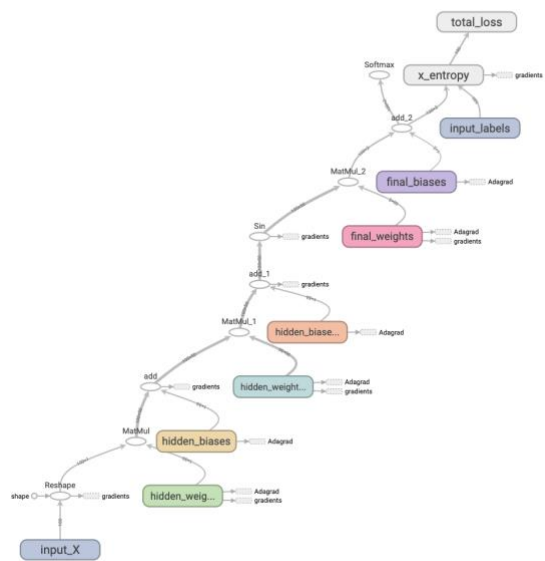 total_loss
Softmax
x_entropy
gradients
add_2
input_labels
MatMul_2
final_biases
Adagrad
Sin
final_weights
Adagrad
gradients
gradients
add_1
gradients
MatMul_1
hidden_biase...
Adagrad
add
gradients
hidden_weight...
Adagrad
gradients
MatMul
hidden_biases
Adagrad
Reshape
shape
gradients
hidden_weig...
Adagrad
gradients
input_X